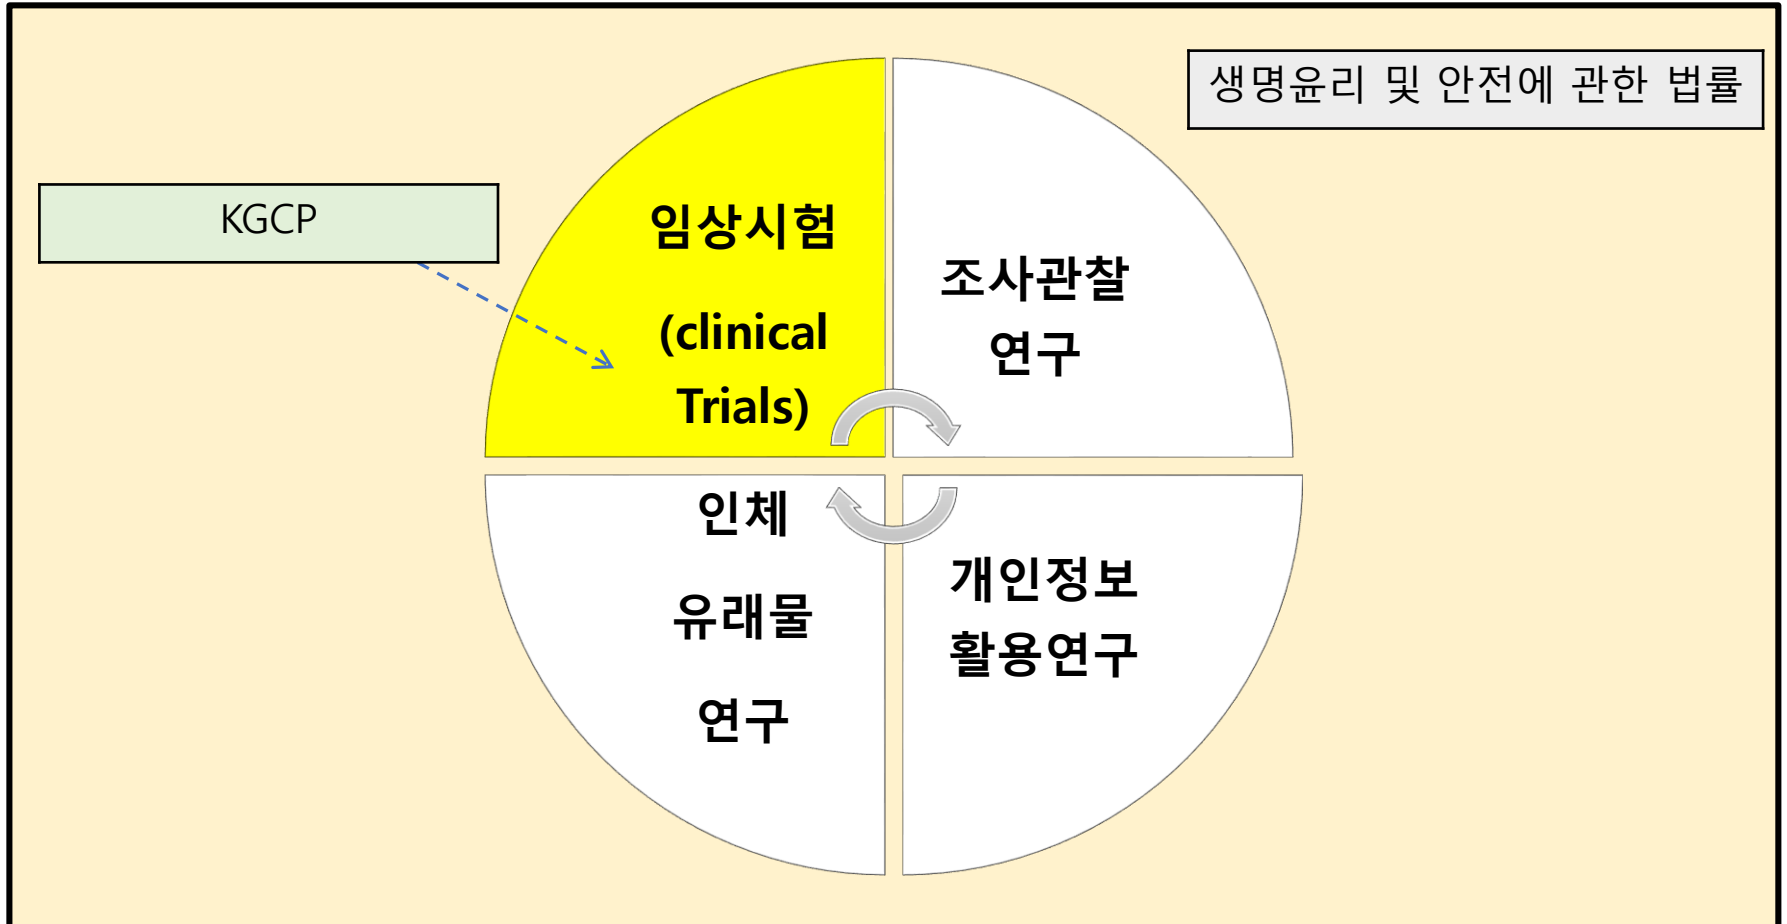 생명윤리 및 안전에 관한 법률
KGCP
임상시험
(clinical
Trials)
조사관찰
연구
인체
유래물
연구
개인정보
활용연구